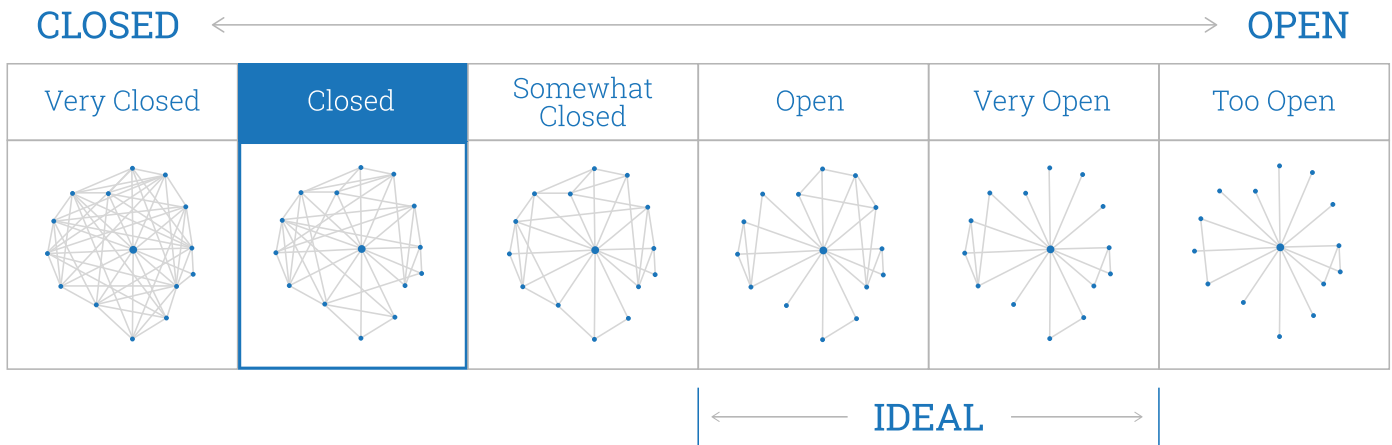 CLOSED
OPEN
Very Closed
Closed
Somewhat
Closed
Open
Very Open
Too Open
IDEAL